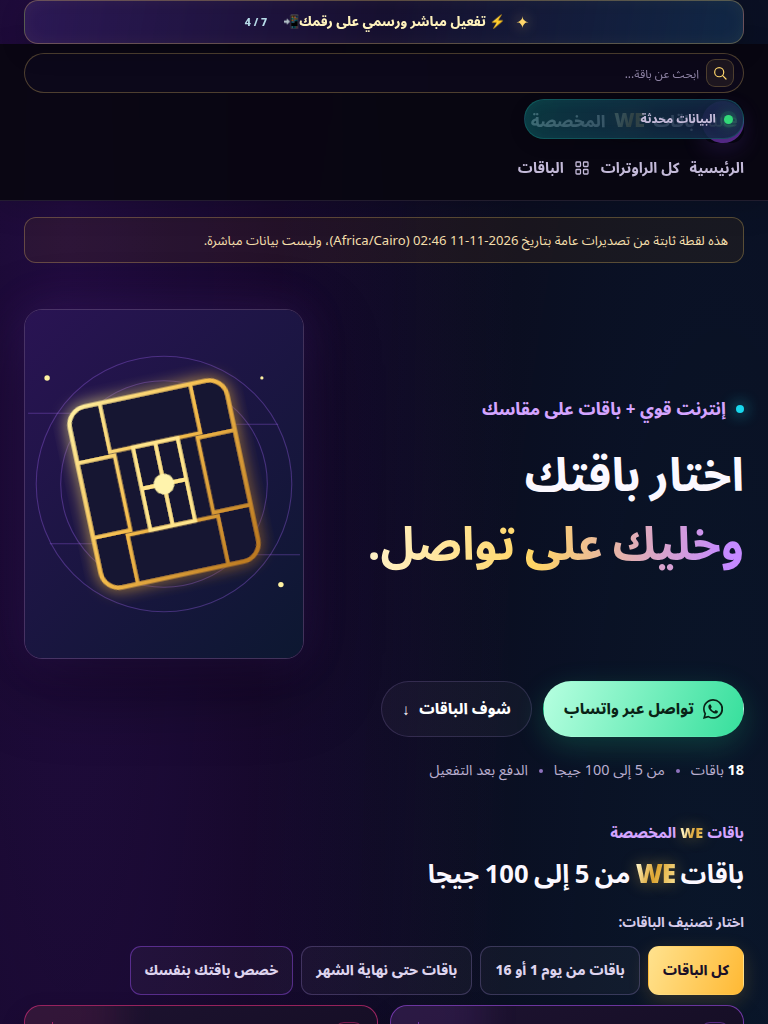 ✦ ⚡ تفعيل مباشر ورسمي على رقمك📲 4 / 7
ابحث عن باقة...
البيانات محدثة
باقات WE المخصصة
الرئيسية كل الراوترات الباقات
هذه لقطة ثابتة من تصديرات عامة بتاريخ 2026-11-11 02:46 (Africa/Cairo)، وليست بيانات مباشرة.
إنترنت قوي + باقات على مقاسك
اختار باقتك
وخليك على تواصل.
تواصل عبر واتساب
شوف الباقات ↓
18 باقات • من 5 إلى 100 جيجا • الدفع بعد التفعيل
باقات WE المخصصة
باقات WE من 5 إلى 100 جيجا
اختار تصنيف الباقات:
كل الباقات
باقات من يوم 1 أو 16
باقات حتى نهاية الشهر
خصص باقتك بنفسك